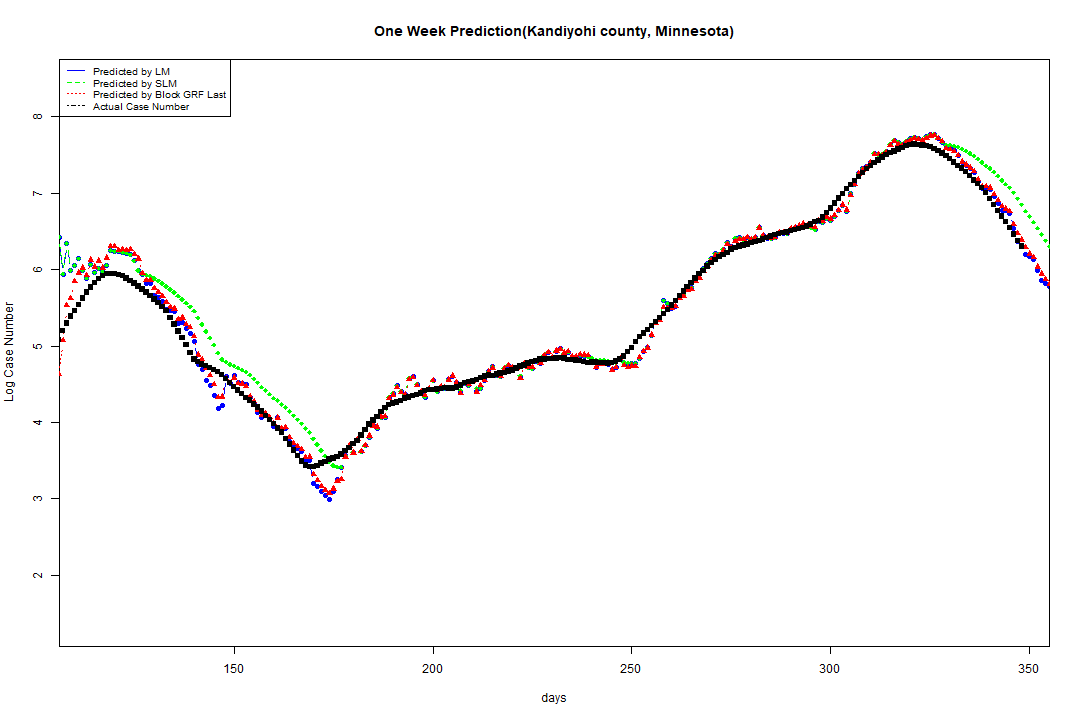 One Week Prediction(Kandiyohi county, Minnesota)
Predicted by LM
Predicted by SLM
Predicted by Block GRF Last
Actual Case Number
Log Case Number
8
7
6
5
4
3
2
150 200 250 300 350
days